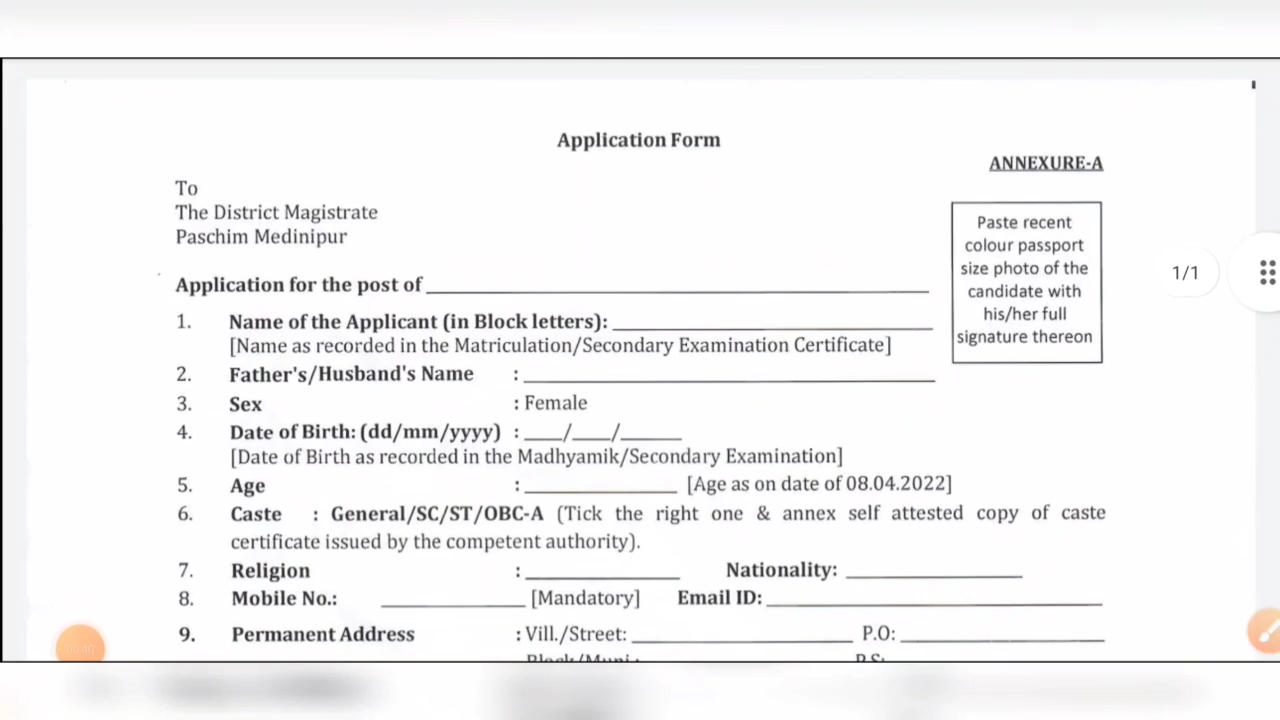 Application Form
ANNEXURE-A
To
The District Magistrate
Paschim Medinipur
Paste recent
colour passport
size photo of the
candidate with
his/her full
signature thereon
1/1
Application for the post of
1. Name of the Applicant (in Block letters):
[Name as recorded in the Matriculation/Secondary Examination Certificate]
2. Father's/Husband's Name :
3. Sex : Female
4. Date of Birth: (dd/mm/yyyy) : ___/___/_____
[Date of Birth as recorded in the Madhyamik/Secondary Examination]
5. Age : [Age as on date of 08.04.2022]
6. Caste : General/SC/ST/OBC-A (Tick the right one & annex self attested copy of caste
certificate issued by the competent authority).
7. Religion : Nationality:
8. Mobile No.: [Mandatory] Email ID:
9. Permanent Address : Vill./Street: P.O: